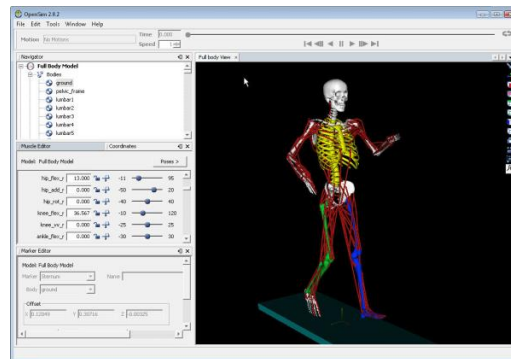 OpenSim 2.0.2
File Edit Tools Window Help
Motion No Motions
Time 0.000
Speed 1
Navigator
Full Body Model
Bodies
ground
pelvic_frame
lumbar1
lumbar2
lumbar3
lumbar4
lumbar5
Muscle Editor
Coordinates
Model: Full Body Model
Poses >
hip_flex_r 13.000 -11 95
hip_add_r 0.000 -50 20
hip_rot_r 0.000 -40 40
knee_flex_r 36.567 -10 120
knee_vv_r 0.000 -25 25
ankle_flex_r 0.000 -30 30
Marker Editor
Model: Full Body Model
Marker Sternum Name
Body ground
Offset
X Y Z
Full body View